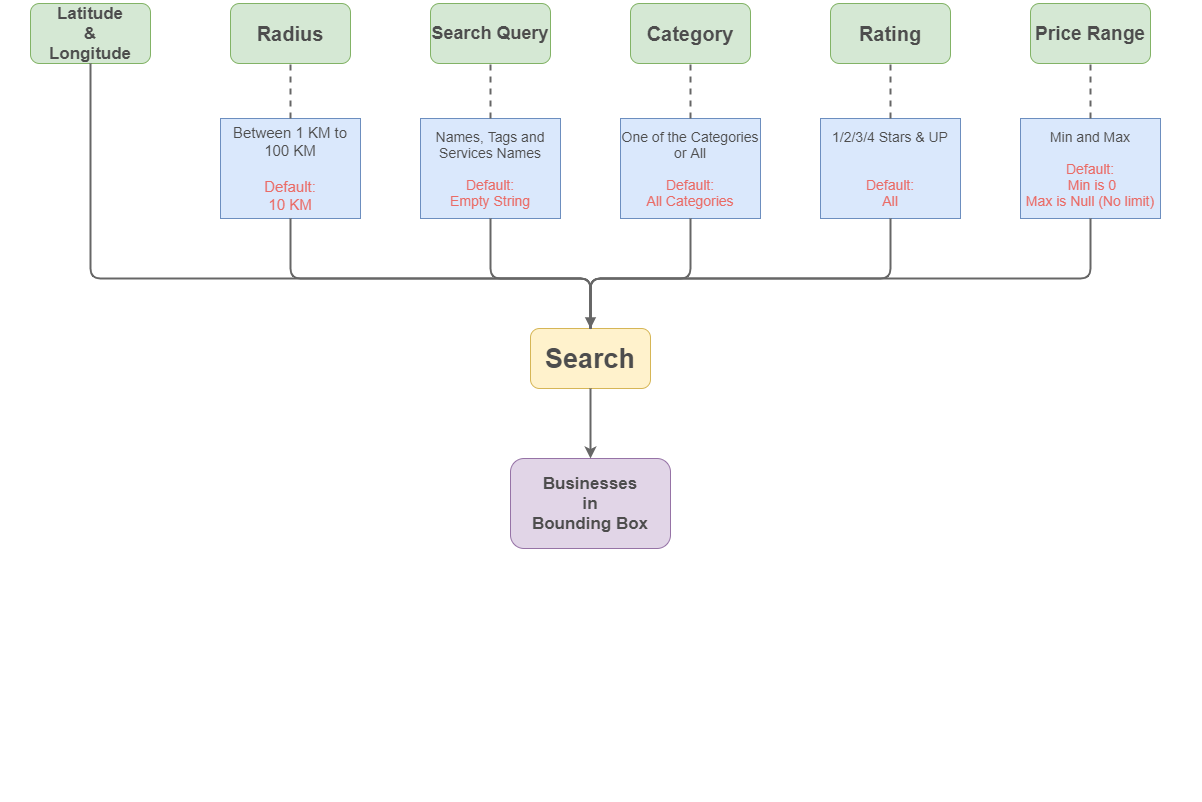 Latitude
&
Longitude
Radius
Search Query
Category
Rating
Price Range
Between 1 KM to
100 KM
Default:
10 KM
Names, Tags and
Services Names
Default:
Empty String
One of the Categories
or All
Default:
All Categories
1/2/3/4 Stars & UP
Default:
All
Min and Max
Default:
Min is 0
Max is Null (No limit)
Search
Businesses
in
Bounding Box